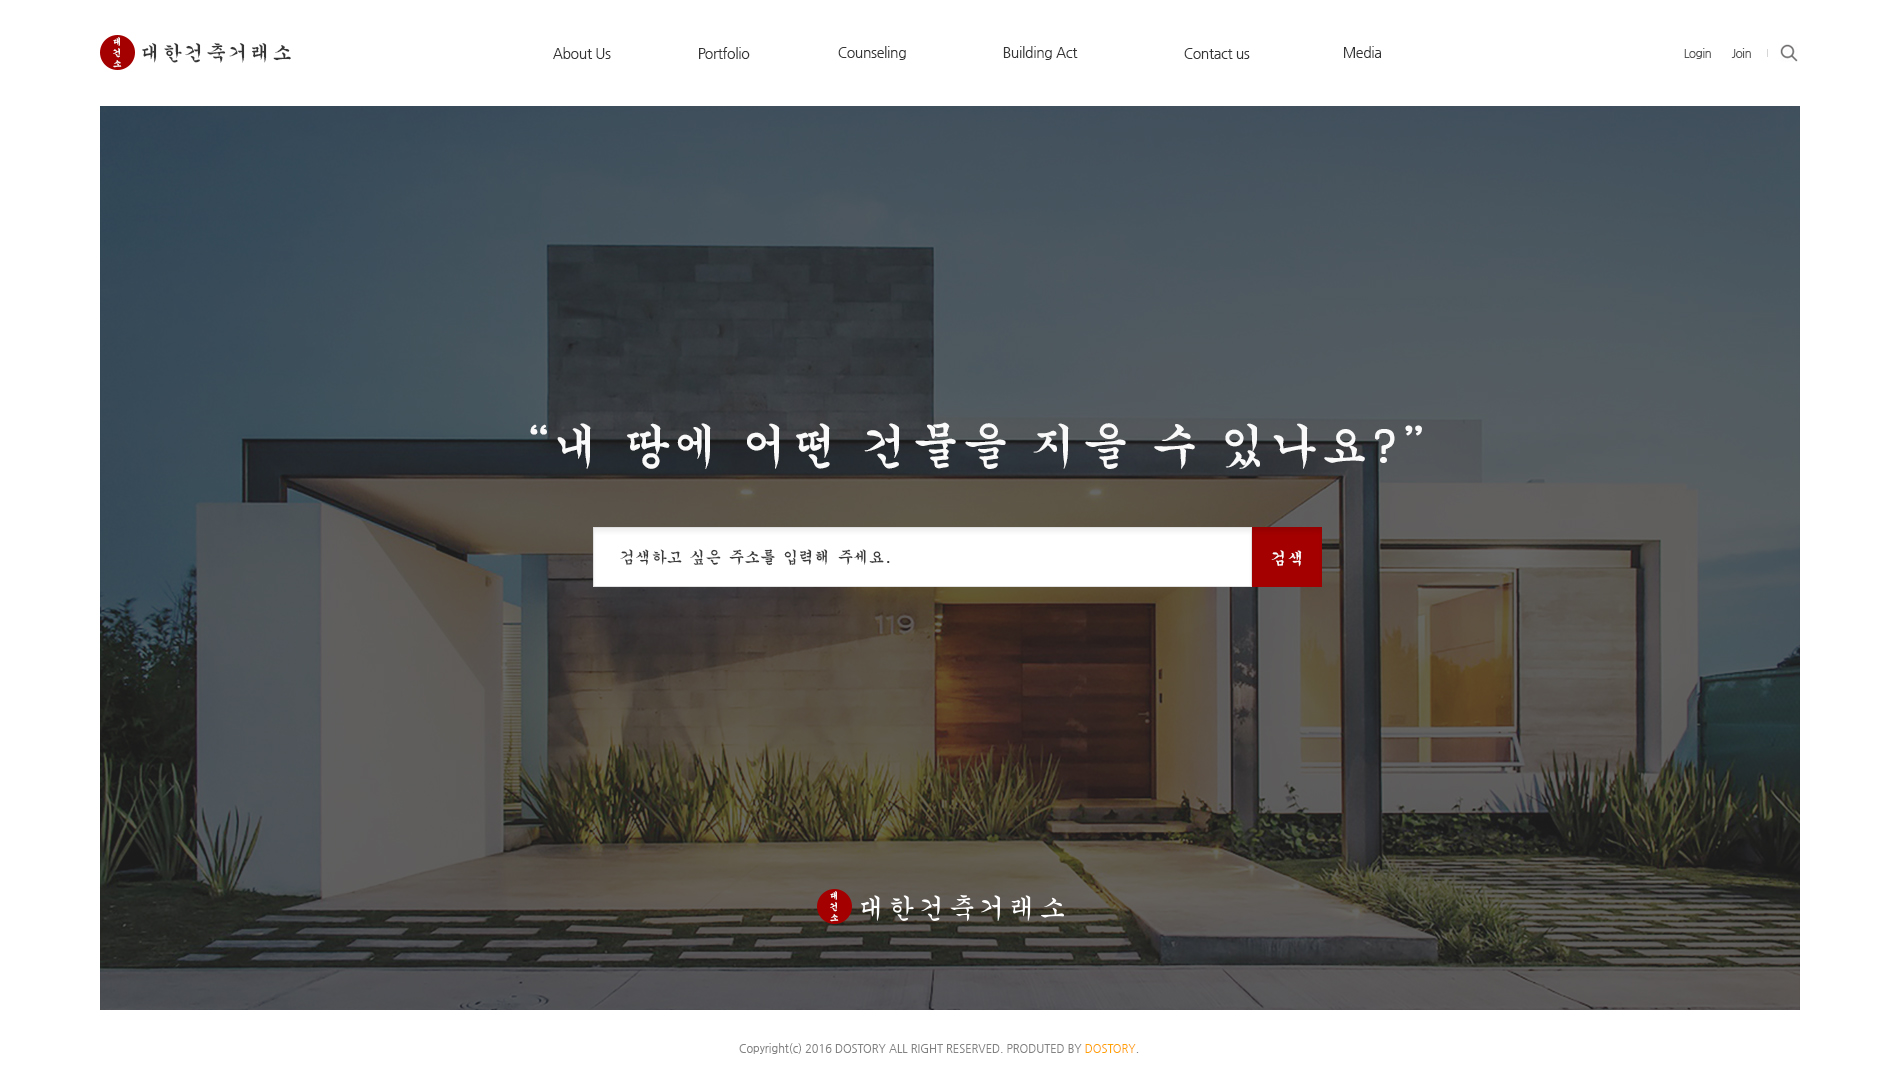 대건소 대한건축거래소
About Us Portfolio Counseling Building Act Contact us Media
Login Join
“내 땅에 어떤 건물을 지을 수 있나요?”
검색하고 싶은 주소를 입력해 주세요. 검색
119
대건소 대한건축거래소
Copyright(c) 2016 DOSTORY ALL RIGHT RESERVED. PRODUTED BY DOSTORY.